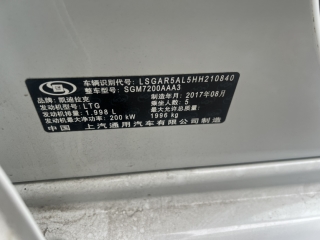 车辆识别代号: LSGAR5AL5HH210840
整车型号: SGM7200AAA3
品牌: 凯迪拉克 制造年月: 2017年08月
发动机型号: LTG 乘坐人数: 5
发动机排量: 1.998 L 最大允许总质量:
发动机最大净功率: 200 kW 1996 kg
中国 上汽通用汽车有限公司制造